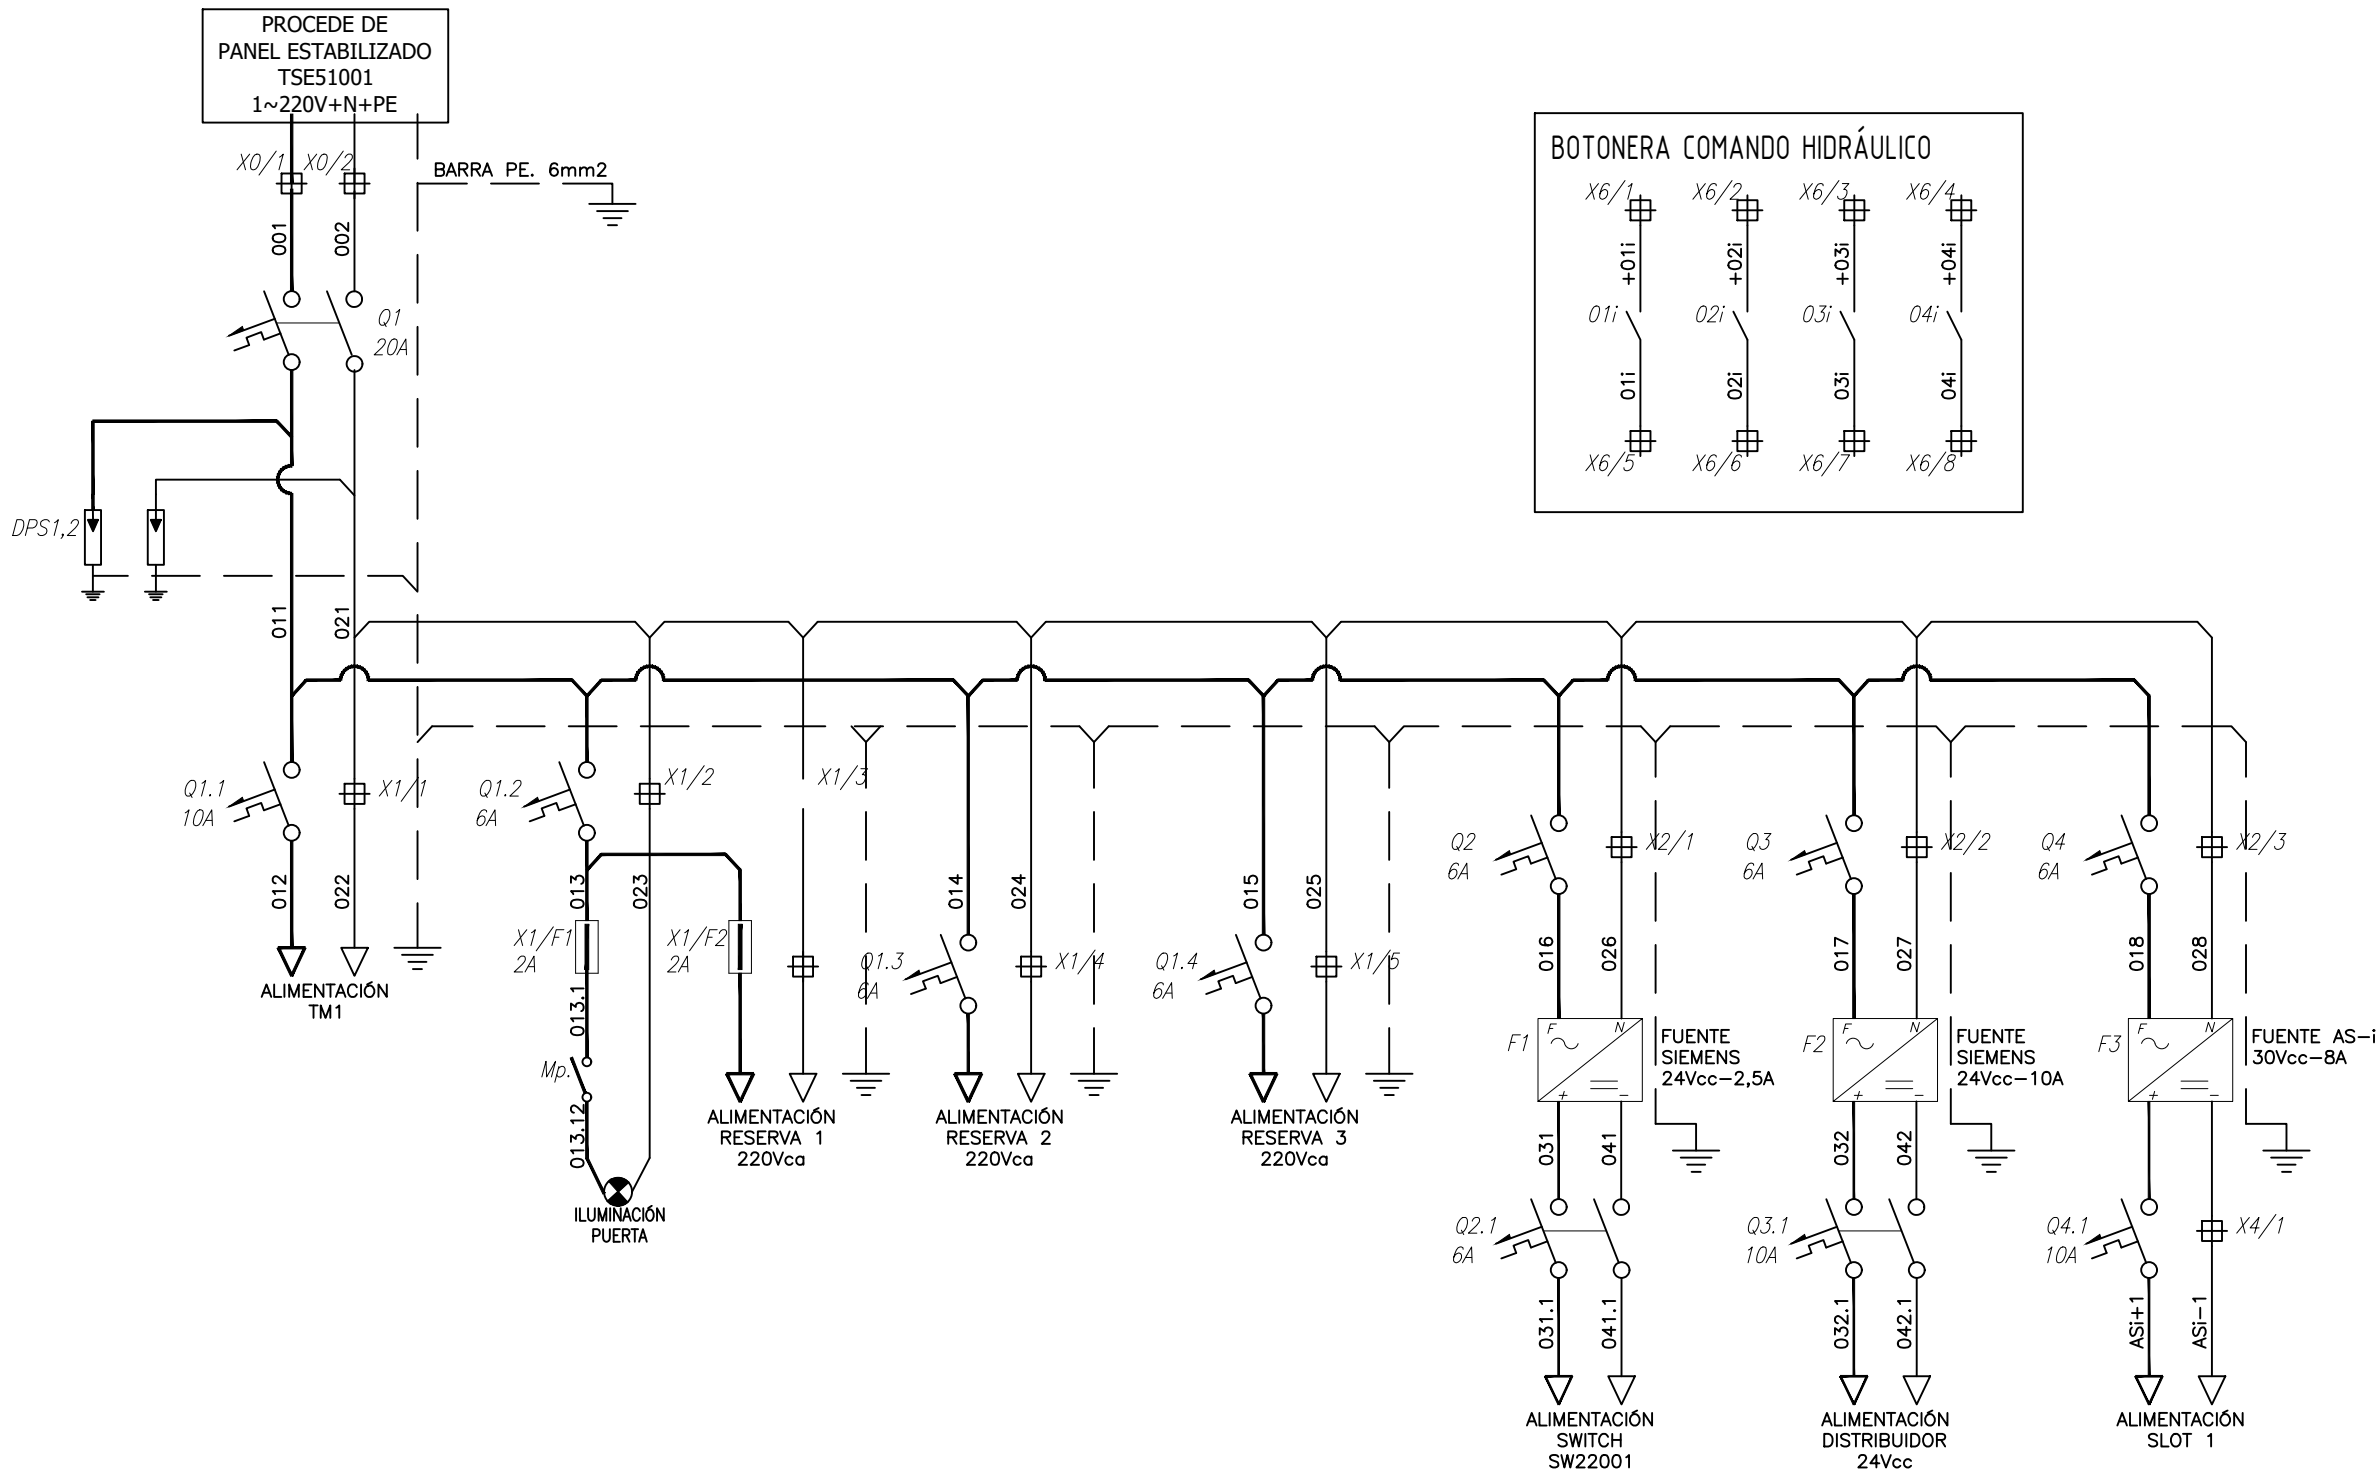 PROCEDE DE
PANEL ESTABILIZADO
TSE51001
1~220V+N+PE
X0/1
X0/2
BARRA PE. 6mm2
001
002
Q1
20A
DPS1,2
011
021
BOTONERA COMANDO HIDRÁULICO
X6/1
X6/2
X6/3
X6/4
+01i
+02i
+03i
+04i
01i
02i
03i
04i
01i
02i
03i
04i
X6/5
X6/6
X6/7
X6/8
Q1.1
10A
X1/1
Q1.2
6A
X1/2
X1/3
012
022
013
023
X1/F1
2A
X1/F2
2A
013.1
Mp.
013.12
014
024
Q1.3
6A
X1/4
015
025
Q1.4
6A
X1/5
Q2
6A
X2/1
Q3
6A
X2/2
Q4
6A
X2/3
016
026
017
027
018
028
ALIMENTACIÓN
TM1
ALIMENTACIÓN
RESERVA 1
220Vca
ALIMENTACIÓN
RESERVA 2
220Vca
ALIMENTACIÓN
RESERVA 3
220Vca
ILUMINACIÓN
PUERTA
F1
F
N
+
−
FUENTE
SIEMENS
24Vcc−2,5A
F2
F
N
+
−
FUENTE
SIEMENS
24Vcc−10A
F3
F
N
+
−
FUENTE AS−i
30Vcc−8A
031
041
032
042
Q2.1
6A
Q3.1
10A
Q4.1
10A
X4/1
031.1
041.1
032.1
042.1
ASi+1
ASi−1
ALIMENTACIÓN
SWITCH
SW22001
ALIMENTACIÓN
DISTRIBUIDOR
24Vcc
ALIMENTACIÓN
SLOT 1